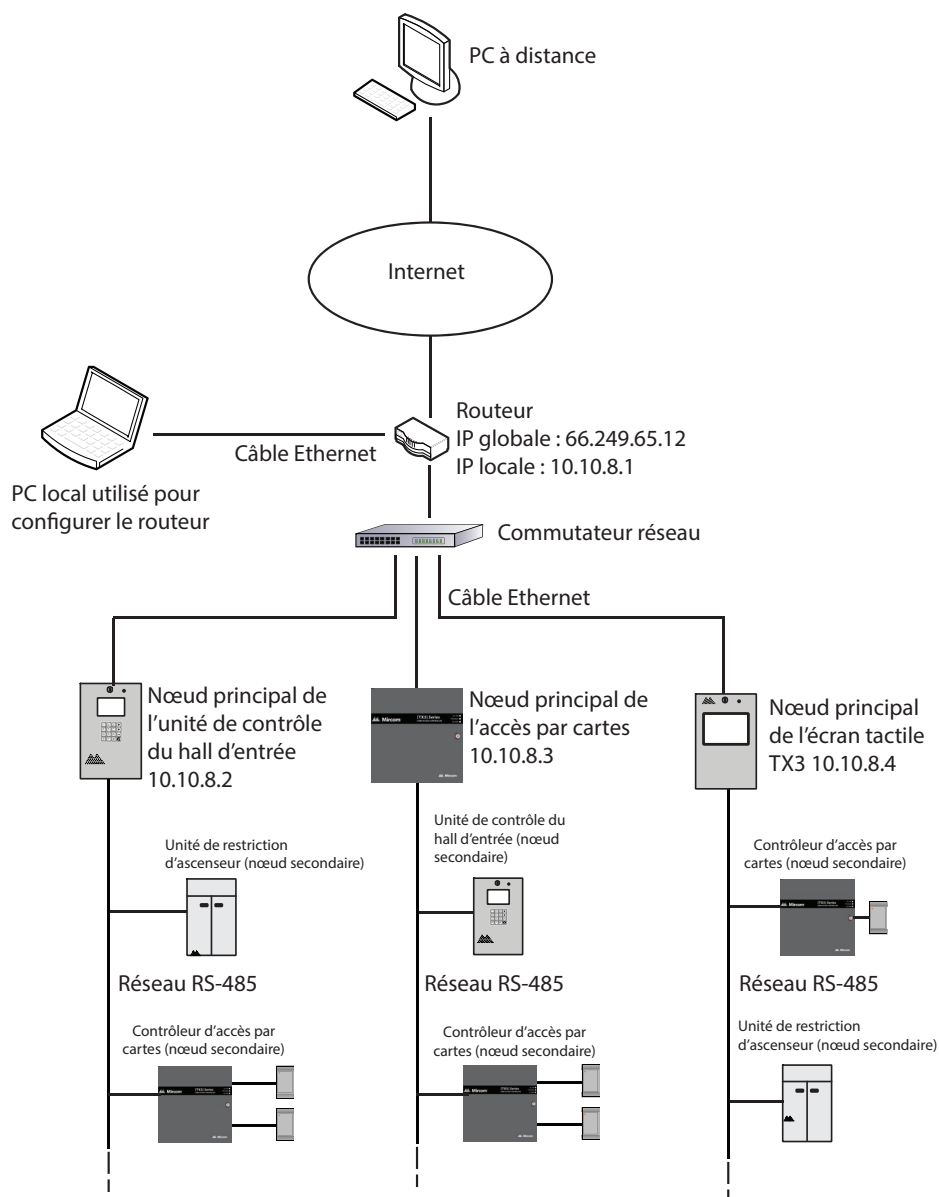 PC à distance
Internet
Routeur
IP globale : 66.249.65.12
IP locale : 10.10.8.1
Câble Ethernet
PC local utilisé pour
configurer le routeur
Commutateur réseau
Câble Ethernet
Nœud principal de
l'unité de contrôle
du hall d'entrée
10.10.8.2
Mircom
Nœud principal de
l'accès par cartes
10.10.8.3
Nœud principal
de l'écran tactile
TX3 10.10.8.4
Unité de restriction
d'ascenseur (nœud secondaire)
Unité de contrôle du
hall d'entrée (nœud
secondaire)
Contrôleur d'accès par
cartes (nœud secondaire)
Mircom
Réseau RS-485
Réseau RS-485
Réseau RS-485
Contrôleur d'accès par
cartes (nœud secondaire)
Mircom
Contrôleur d'accès par
cartes (nœud secondaire)
Mircom
Unité de restriction
d'ascenseur (nœud secondaire)